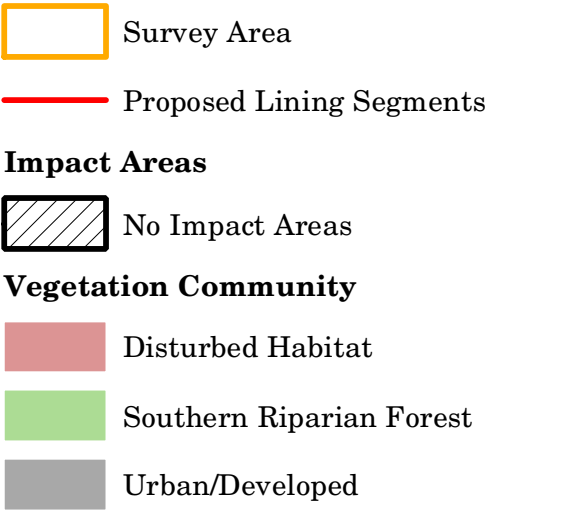 Survey Area
Proposed Lining Segments
Impact Areas
No Impact Areas
Vegetation Community
Disturbed Habitat
Southern Riparian Forest
Urban/Developed